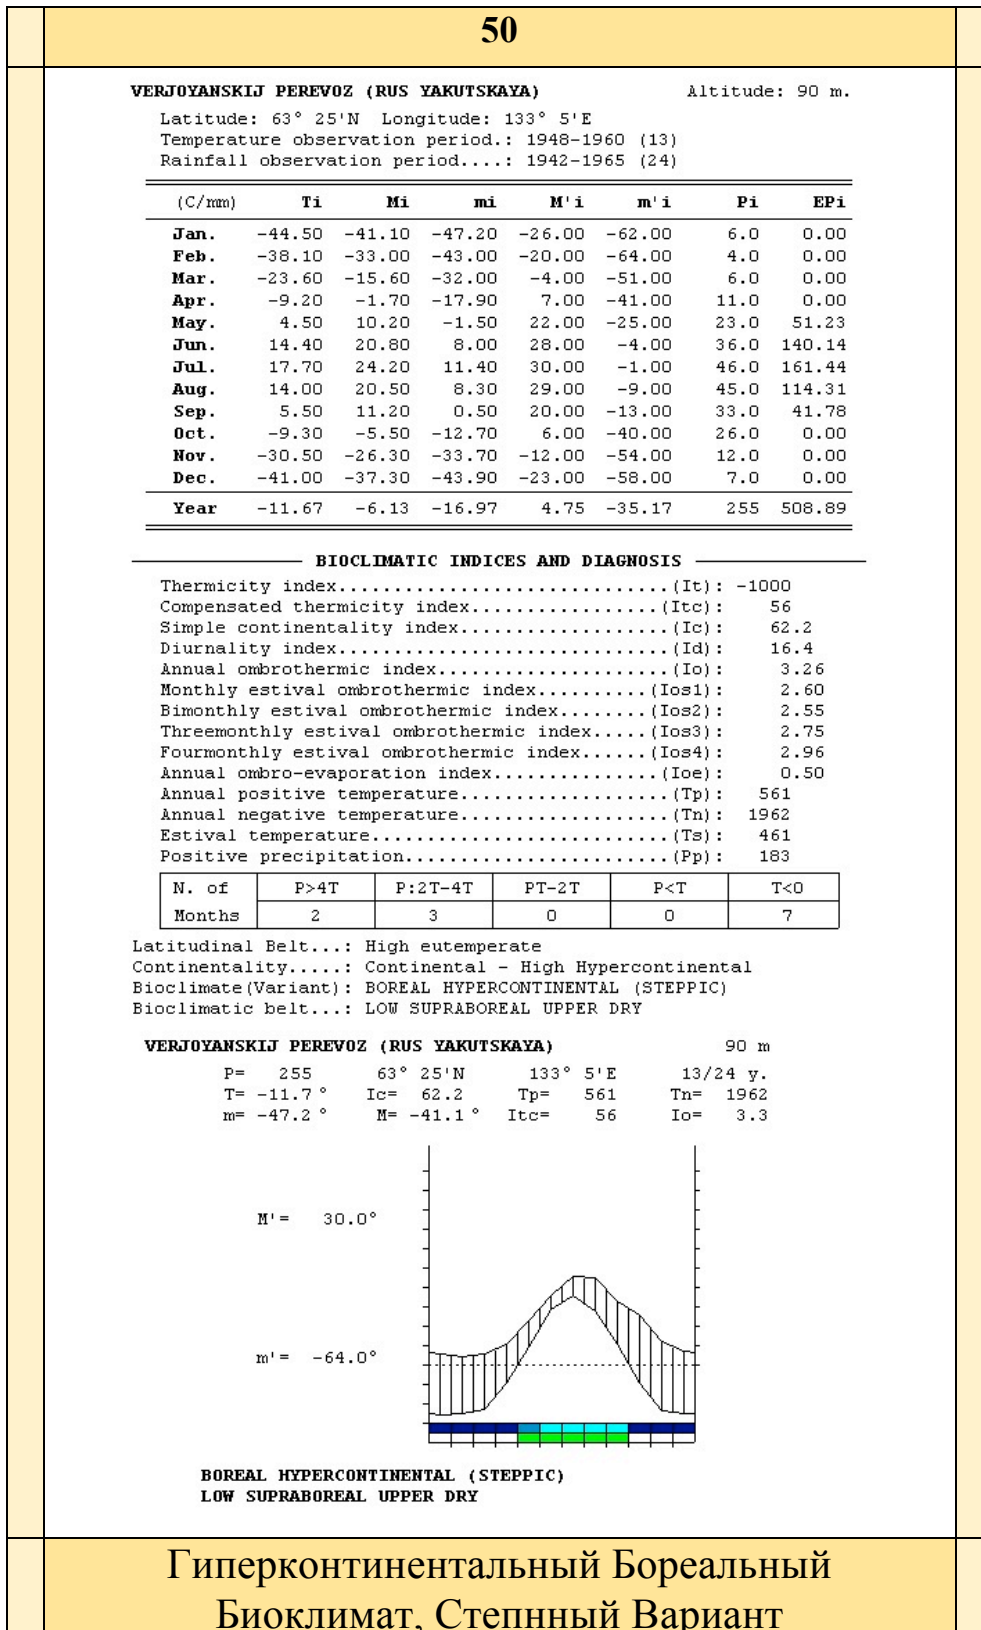 50
VERJOYANSKIJ PEREVOZ (RUS YAKUTSKAYA) Altitude: 90 m.
Latitude: 63° 25'N Longitude: 133° 5'E
Temperature observation period.: 1948-1960 (13)
Rainfall observation period....: 1942-1965 (24)
(C/mm) Ti Mi mi M'i m'i Pi EPi
Jan. -44.50 -41.10 -47.20 -26.00 -62.00 6.0 0.00
Feb. -38.10 -33.00 -43.00 -20.00 -64.00 4.0 0.00
Mar. -23.60 -15.60 -32.00 -4.00 -51.00 6.0 0.00
Apr. -9.20 -1.70 -17.90 7.00 -41.00 11.0 0.00
May. 4.50 10.20 -1.50 22.00 -25.00 23.0 51.23
Jun. 14.40 20.80 8.00 28.00 -4.00 36.0 140.14
Jul. 17.70 24.20 11.40 30.00 -1.00 46.0 161.44
Aug. 14.00 20.50 8.30 29.00 -9.00 45.0 114.31
Sep. 5.50 11.20 0.50 20.00 -13.00 33.0 41.78
Oct. -9.30 -5.50 -12.70 6.00 -40.00 26.0 0.00
Nov. -30.50 -26.30 -33.70 -12.00 -54.00 12.0 0.00
Dec. -41.00 -37.30 -43.90 -23.00 -58.00 7.0 0.00
Year -11.67 -6.13 -16.97 4.75 -35.17 255 508.89
BIOCLIMATIC INDICES AND DIAGNOSIS
Thermicity index..............................(It): -1000
Compensated thermicity index.................(Itc): 56
Simple continentality index...................(Ic): 62.2
Diurnality index..............................(Id): 16.4
Annual ombrothermic index.....................(Io): 3.26
Monthly estival ombrothermic index..........(Ios1): 2.60
Bimonthly estival ombrothermic index........(Ios2): 2.55
Threemonthly estival ombrothermic index.....(Ios3): 2.75
Fourmonthly estival ombrothermic index......(Ios4): 2.96
Annual ombro-evaporation index...............(Ioe): 0.50
Annual positive temperature...................(Tp): 561
Annual negative temperature...................(Tn): 1962
Estival temperature...........................(Ts): 461
Positive precipitation........................(Pp): 183
N. of P>4T P:2T-4T PT-2T P<T T<0
Months 2 3 0 0 7
Latitudinal Belt...: High eutemperate
Continentality.....: Continental - High Hypercontinental
Bioclimate(Variant): BOREAL HYPERCONTINENTAL (STEPPIC)
Bioclimatic belt...: LOW SUPRABOREAL UPPER DRY
VERJOYANSKIJ PEREVOZ (RUS YAKUTSKAYA) 90 m
P= 255 63° 25'N 133° 5'E 13/24 y.
T= -11.7° Ic= 62.2 Tp= 561 Tn= 1962
m= -47.2° M= -41.1° Itc= 56 Io= 3.3
M'= 30.0°
m'= -64.0°
BOREAL HYPERCONTINENTAL (STEPPIC)
LOW SUPRABOREAL UPPER DRY
Гиперконтинентальный Бореальный
Биоклимат, Степнный Вариант